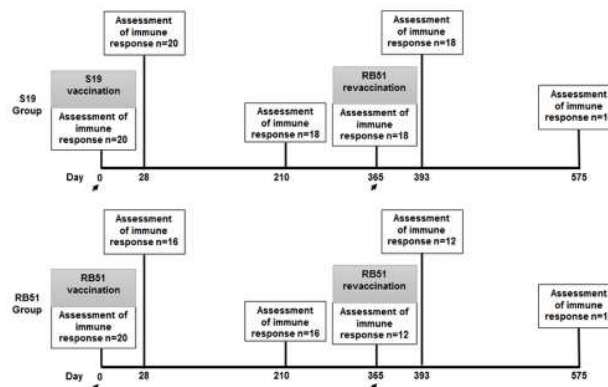 Assessment
of immune
response n=20
Assessment
of immune
response n=18
S19
vaccination
RB51
revaccination
S19
Group
Assessment of
immune
response
n=20
Assessment
of immune
response n=18
Assessment of
immune
response
n=18
Assessment
of immune
Day
0
28
210
365
393
575
Assessment
of immune
response n=16
Assessment
of immune
response n=12
RB51
vaccination
RB51
revaccination
RB51
Group
Assessment of
immune
response
n=20
Assessment
of immune
response n=16
Assessment of
immune
response
n=12
Assessment
of immune
Day
0
28
210
365
393
575